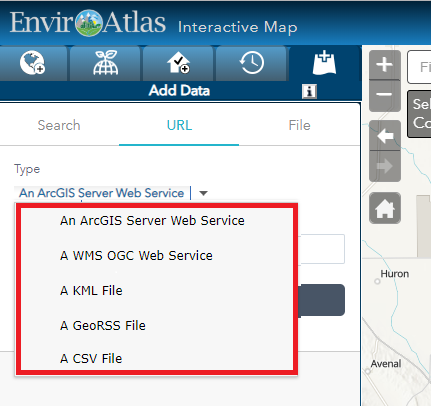 EnviroAtlas Interactive Map
Add Data
i
Search URL File
Type
An ArcGIS Server Web Service
An ArcGIS Server Web Service
A WMS OGC Web Service
A KML File
A GeoRSS File
A CSV File
Fi
Sel
Co
Huron
Avenal